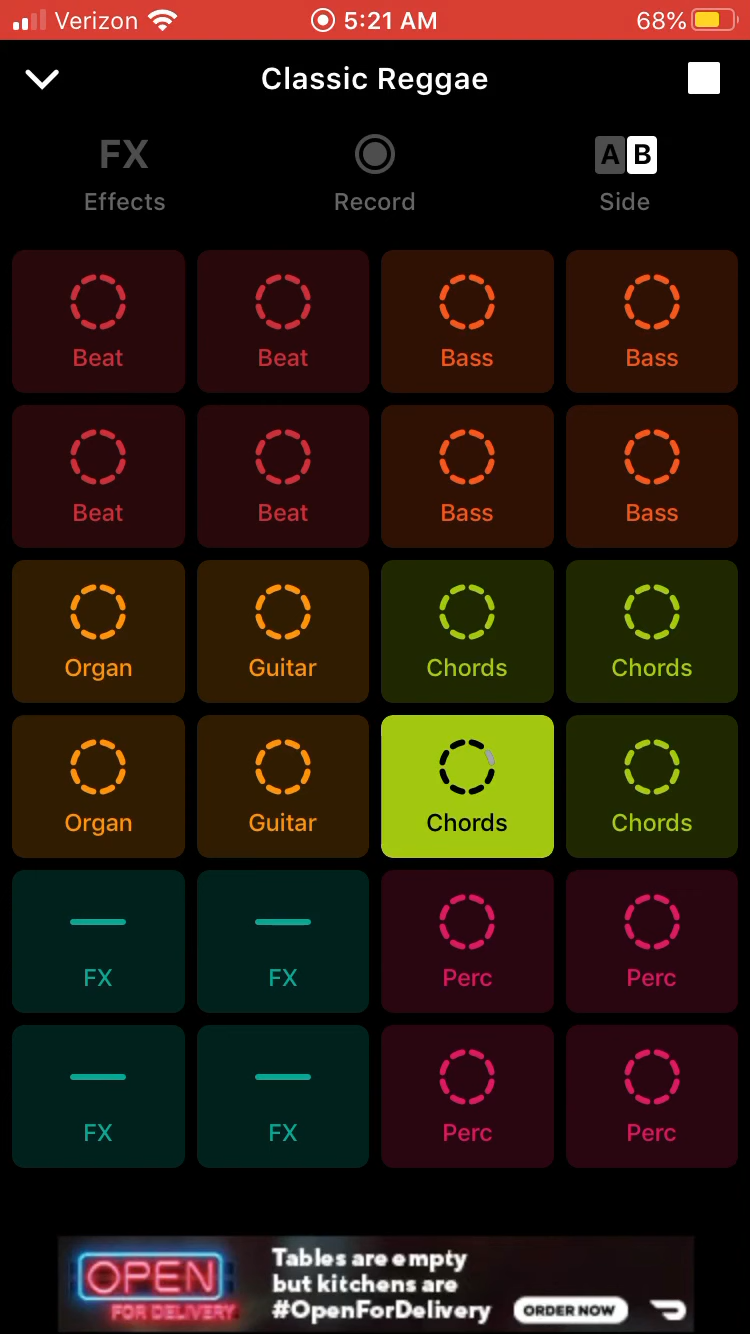 Verizon 5:21 AM 68%
Classic Reggae
FX A B
Effects Record Side
Beat Beat Bass Bass
Beat Beat Bass Bass
Organ Guitar Chords Chords
Organ Guitar Chords Chords
FX FX Perc Perc
FX FX Perc Perc
OPEN
FOR DELIVERY
Tables are empty
but kitchens are
#OpenForDelivery
ORDER NOW